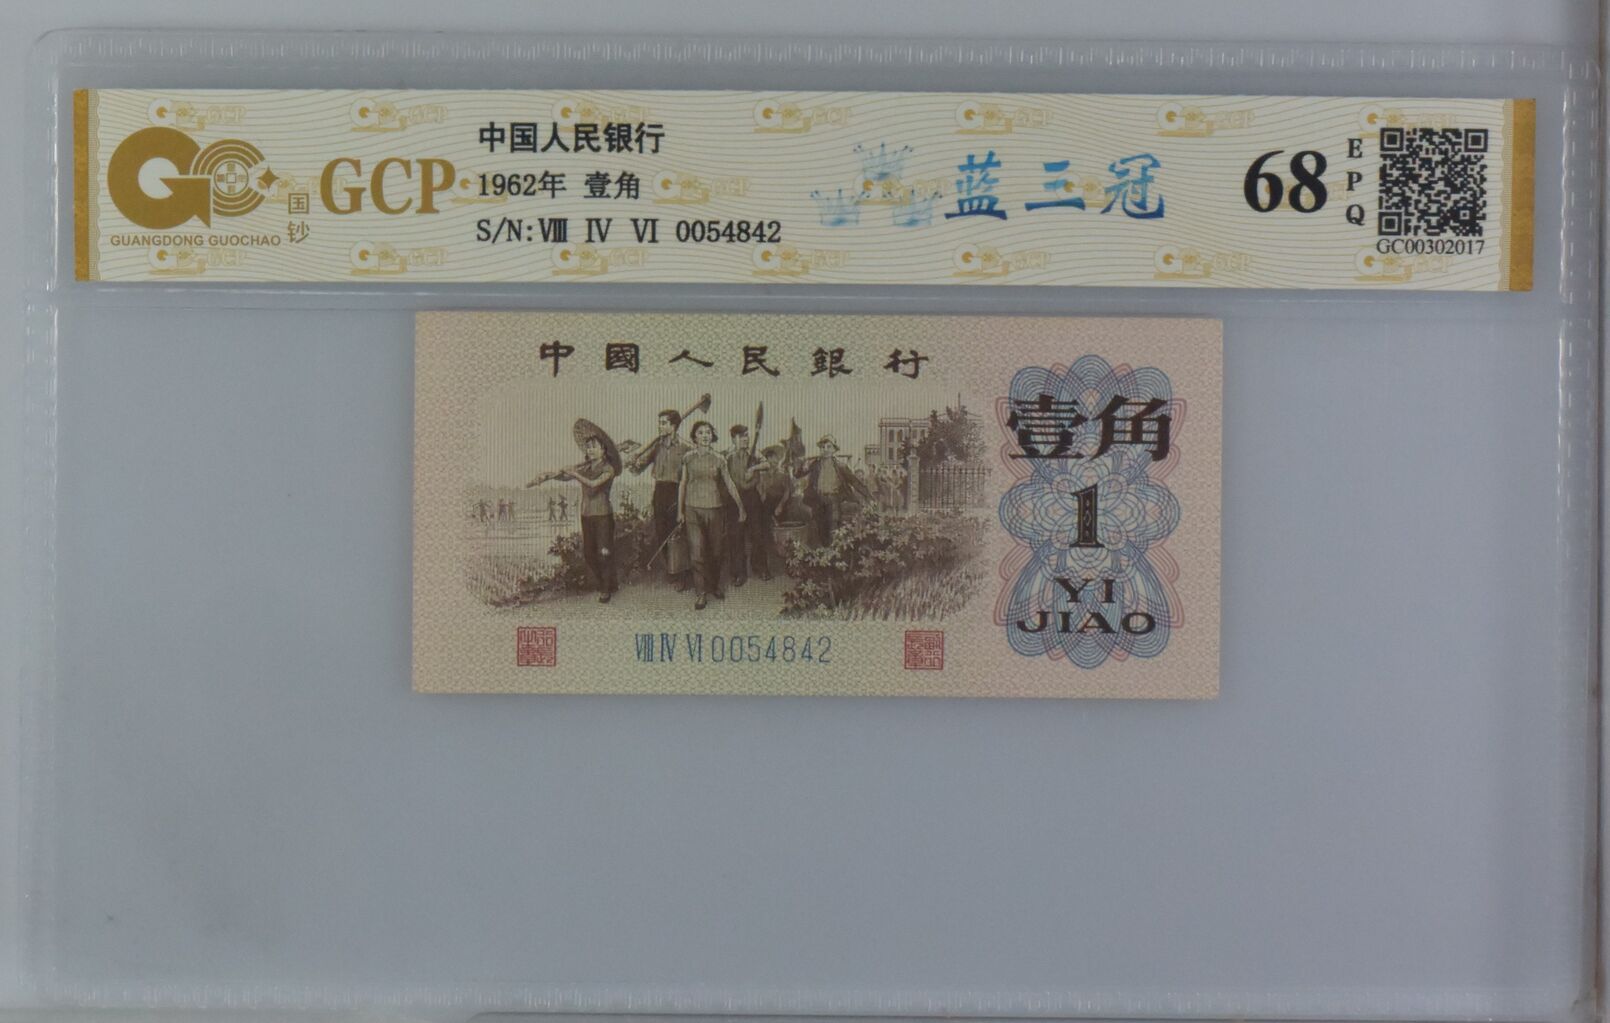 中国人民银行
1962年 壹角
S/N:Ⅷ Ⅳ Ⅵ 0054842
GCP
国钞
GUANGDONG GUOCHAO
蓝三冠
68
EPQ
GC00302017
中國人民銀行
壹角
1
YI
JIAO
Ⅷ Ⅳ Ⅵ 0054842